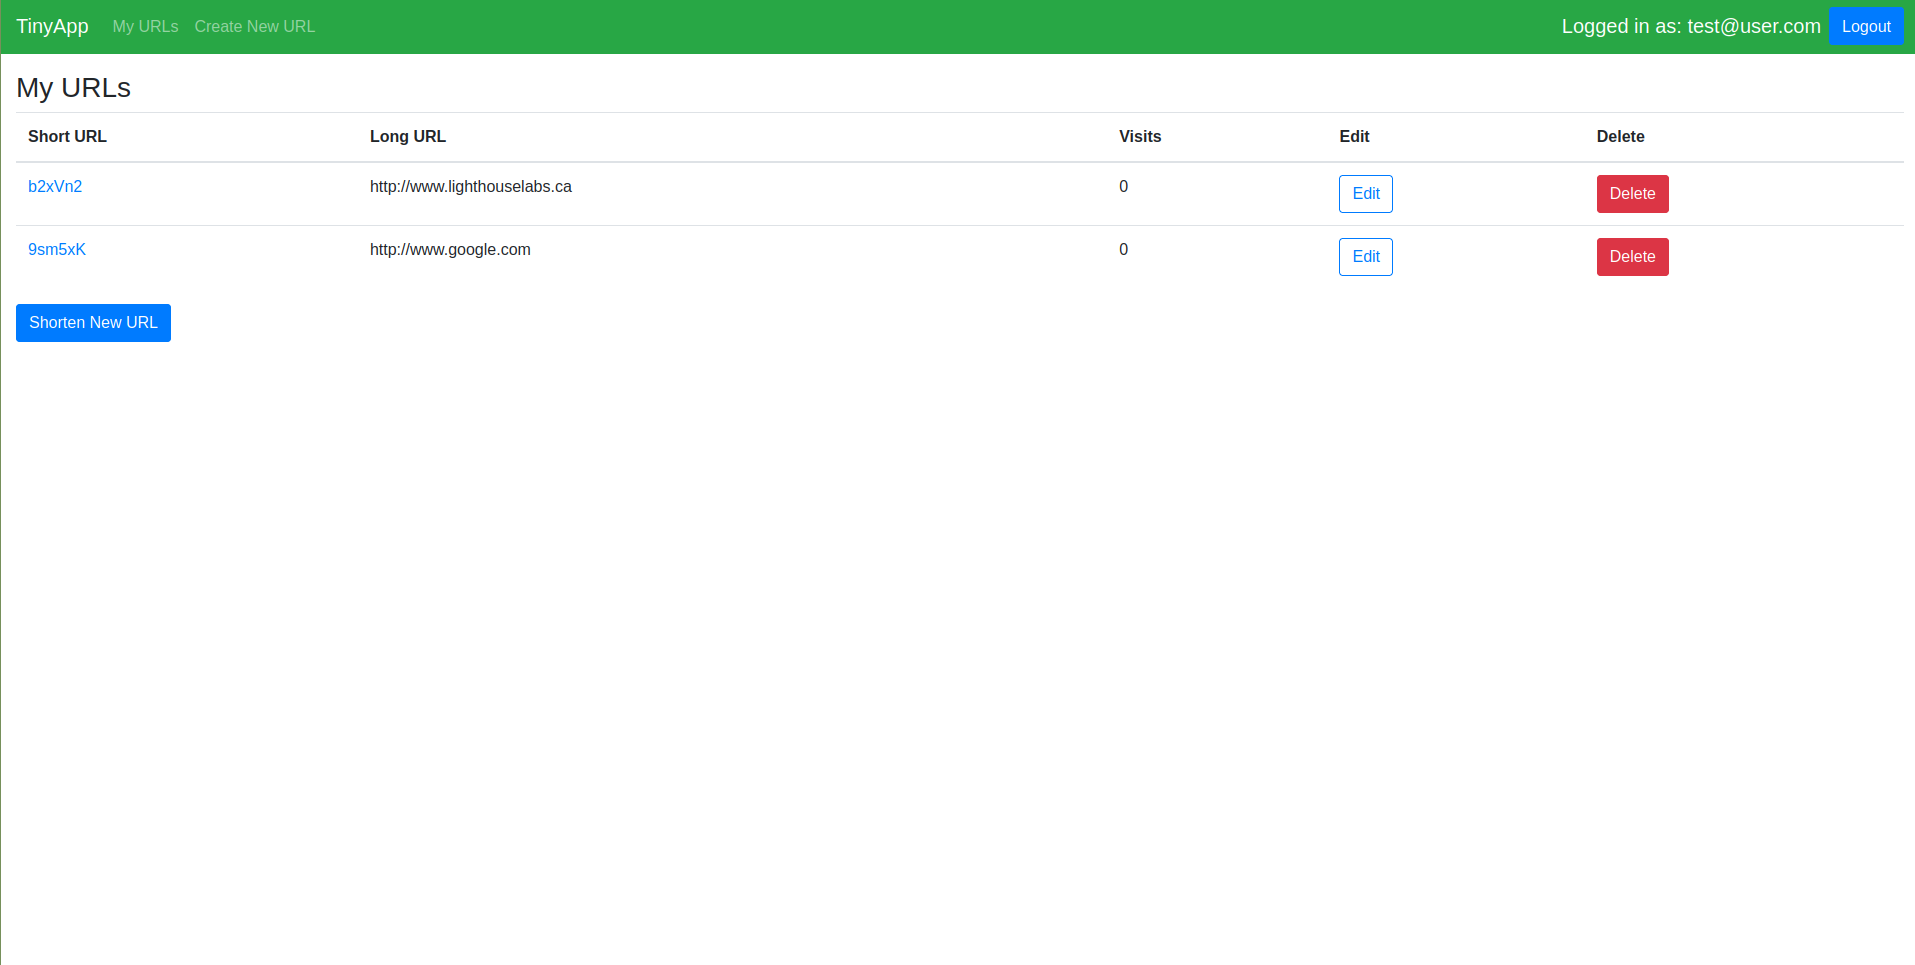 TinyApp My URLs Create New URL Logged in as: test@user.com Logout
My URLs
Short URL Long URL Visits Edit Delete
b2xVn2 http://www.lighthouselabs.ca 0 Edit Delete
9sm5xK http://www.google.com 0 Edit Delete
Shorten New URL